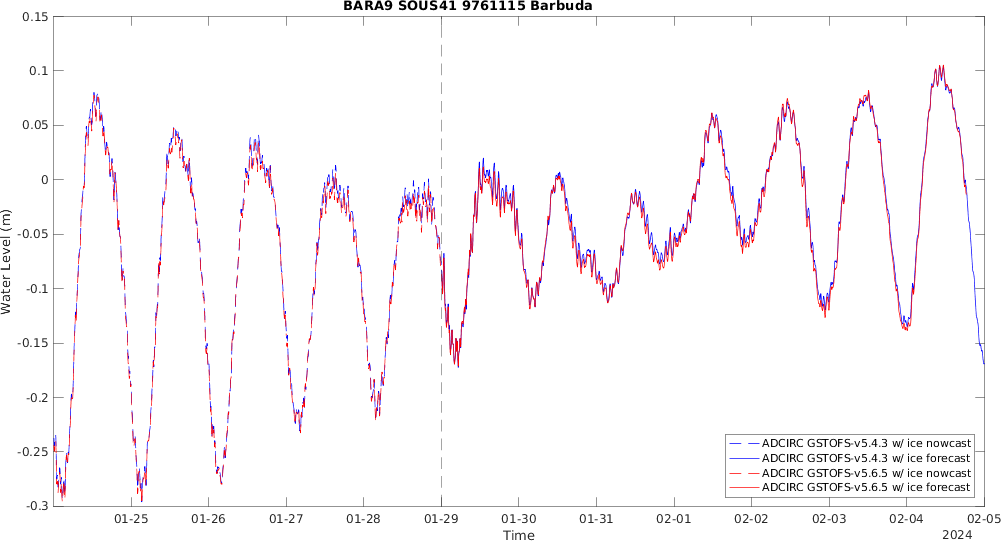 BARA9 SOUS41 9761115 Barbuda
0.15
0.1
0.05
0
-0.05
-0.1
-0.15
-0.2
-0.25
-0.3
Water Level (m)
01-25 01-26 01-27 01-28 01-29 01-30 01-31 02-01 02-02 02-03 02-04 02-05
Time
2024
ADCIRC GSTOFS-v5.4.3 w/ ice nowcast
ADCIRC GSTOFS-v5.4.3 w/ ice forecast
ADCIRC GSTOFS-v5.6.5 w/ ice nowcast
ADCIRC GSTOFS-v5.6.5 w/ ice forecast